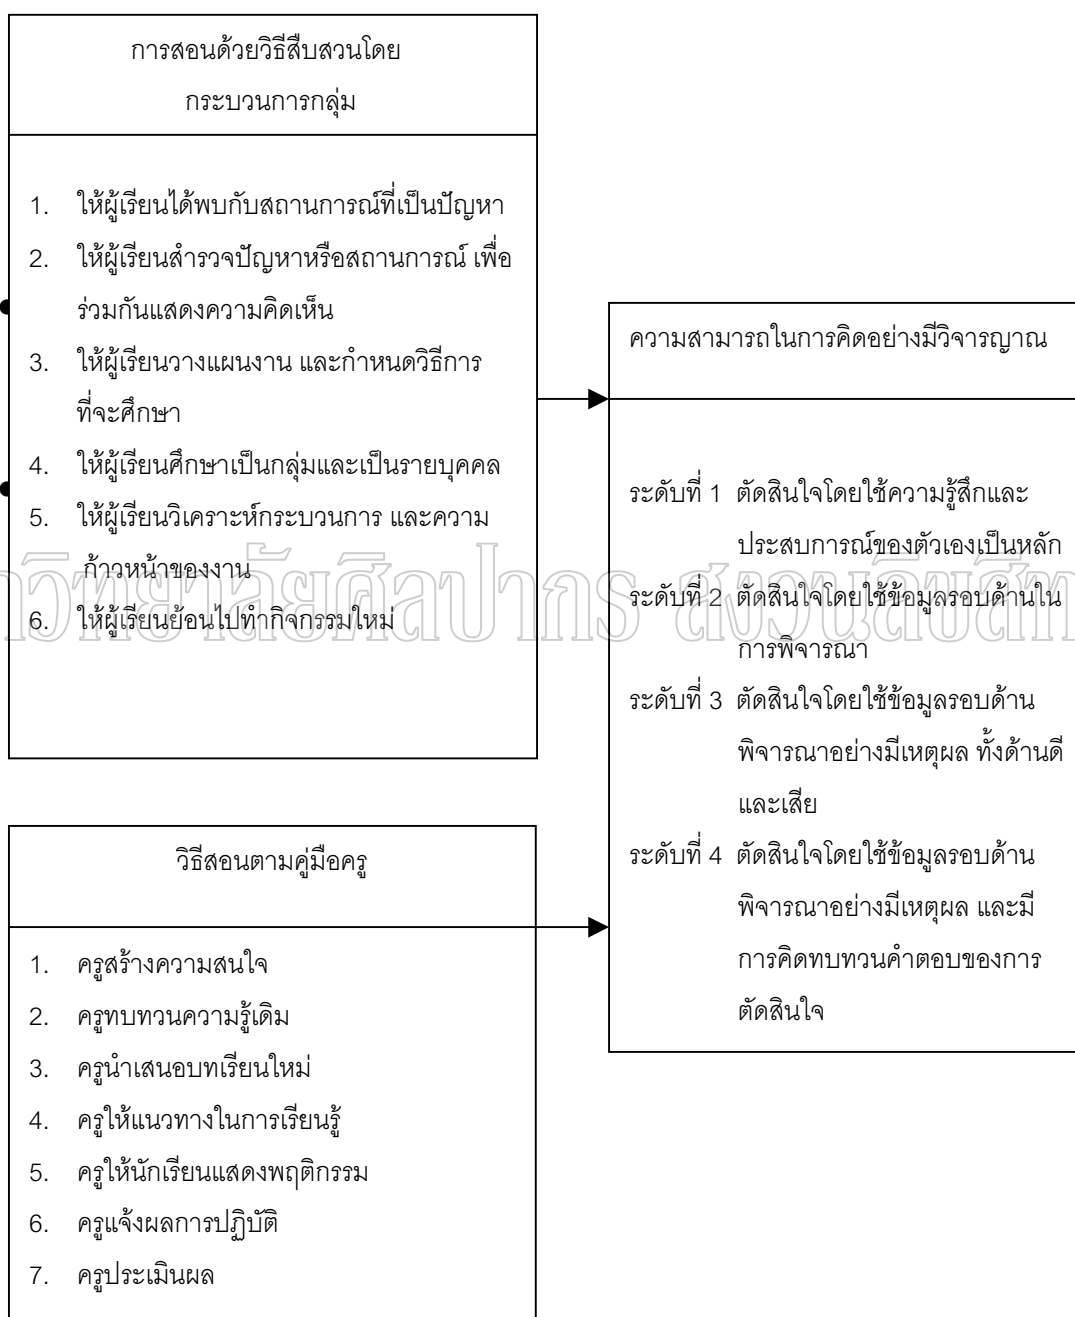 การสอนด้วยวิธีสืบสวนโดย
กระบวนการกลุ่ม
1. ให้ผู้เรียนได้พบกับสถานการณ์ที่เป็นปัญหา
2. ให้ผู้เรียนสำรวจปัญหาหรือสถานการณ์ เพื่อ
ร่วมกันแสดงความคิดเห็น
3. ให้ผู้เรียนวางแผนงาน และกำหนดวิธีการ
ที่จะศึกษา
4. ให้ผู้เรียนศึกษาเป็นกลุ่มและเป็นรายบุคคล
5. ให้ผู้เรียนวิเคราะห์กระบวนการ และความ
ก้าวหน้าของงาน
6. ให้ผู้เรียนย้อนไปทำกิจกรรมใหม่
ความสามารถในการคิดอย่างมีวิจารญาณ
ระดับที่ 1 ตัดสินใจโดยใช้ความรู้สึกและ
ประสบการณ์ของตัวเองเป็นหลัก
ระดับที่ 2 ตัดสินใจโดยใช้ข้อมูลรอบด้านใน
การพิจารณา
ระดับที่ 3 ตัดสินใจโดยใช้ข้อมูลรอบด้าน
พิจารณาอย่างมีเหตุผล ทั้งด้านดี
และเสีย
ระดับที่ 4 ตัดสินใจโดยใช้ข้อมูลรอบด้าน
พิจารณาอย่างมีเหตุผล และมี
การคิดทบทวนคำตอบของการ
ตัดสินใจ
วิธีสอนตามคู่มือครู
1. ครูสร้างความสนใจ
2. ครูทบทวนความรู้เดิม
3. ครูนำเสนอบทเรียนใหม่
4. ครูให้แนวทางในการเรียนรู้
5. ครูให้นักเรียนแสดงพฤติกรรม
6. ครูแจ้งผลการปฏิบัติ
7. ครูประเมินผล
าวิทยาลัยศิลปากร สงวนลิขสิท